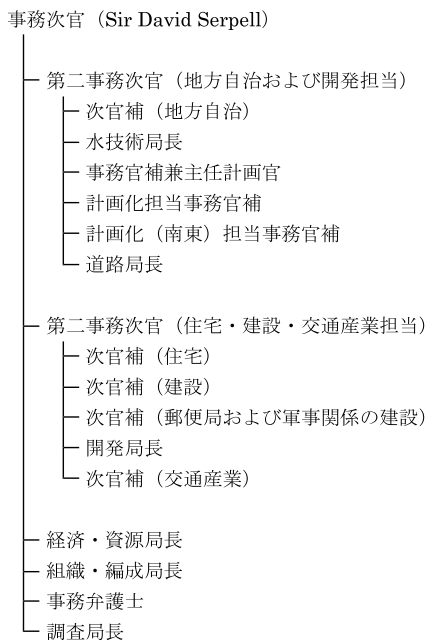 事務次官（Sir David Serpell）
第二事務次官（地方自治および開発担当）
次官補（地方自治）
水技術局長
事務官補兼主任計画官
計画化担当事務官補
計画化（南東）担当事務官補
道路局長
第二事務次官（住宅・建設・交通産業担当）
次官補（住宅）
次官補（建設）
次官補（郵便局および軍事関係の建設）
開発局長
次官補（交通産業）
経済・資源局長
組織・編成局長
事務弁護士
調査局長